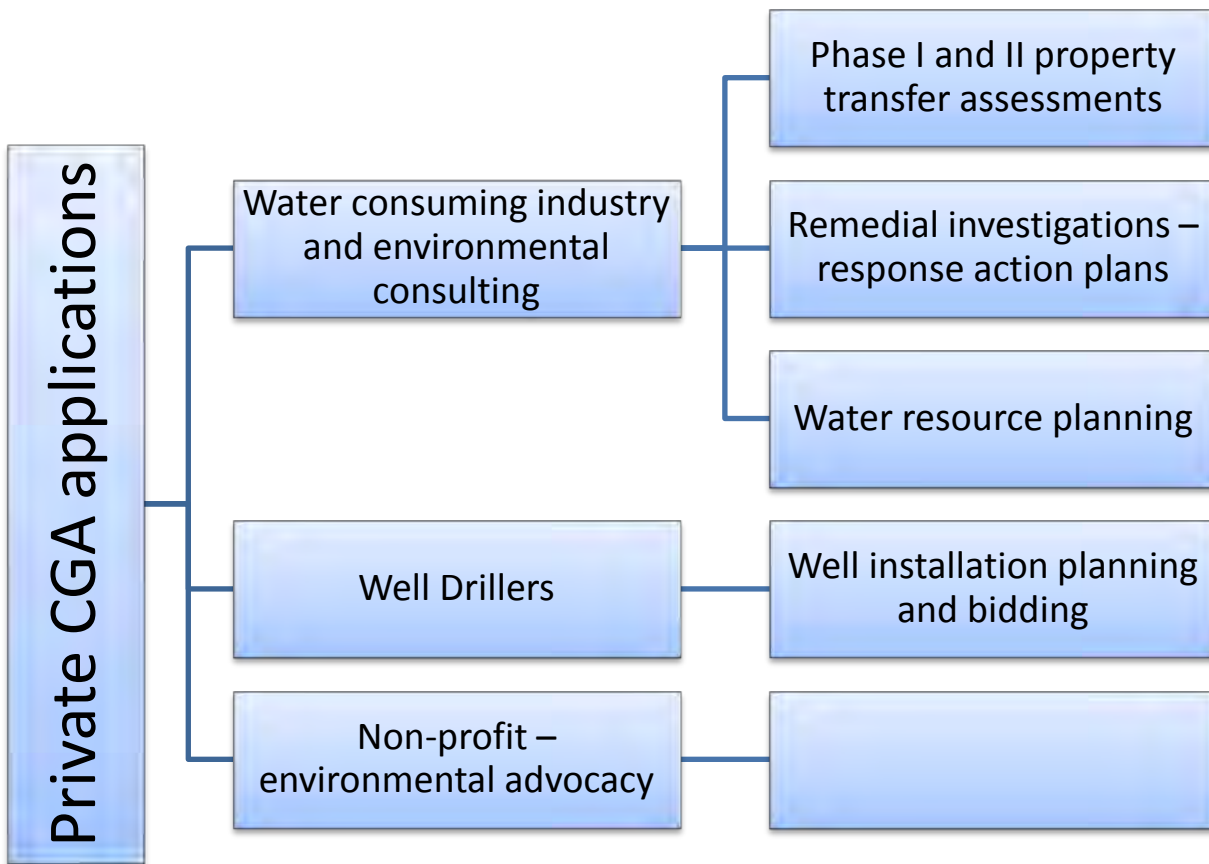 Private CGA applications
Water consuming industry
and environmental
consulting
Phase I and II property
transfer assessments
Remedial investigations –
response action plans
Water resource planning
Well Drillers
Well installation planning
and bidding
Non-profit –
environmental advocacy